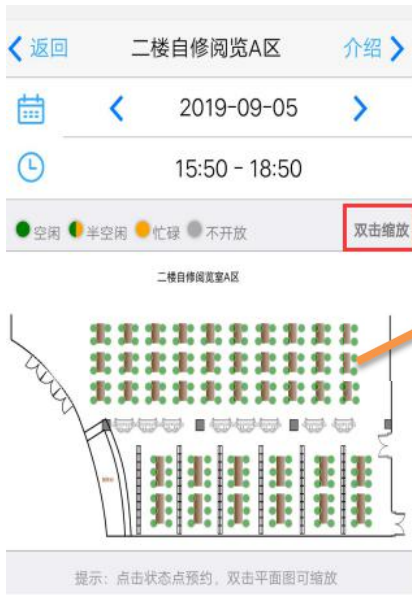 返回 二楼自修阅览A区 介绍
2019-09-05
15:50 - 18:50
空闲 半空闲 忙碌 不开放 双击缩放
二楼自修阅览室A区
提示：点击状态点预约，双击平面图可缩放